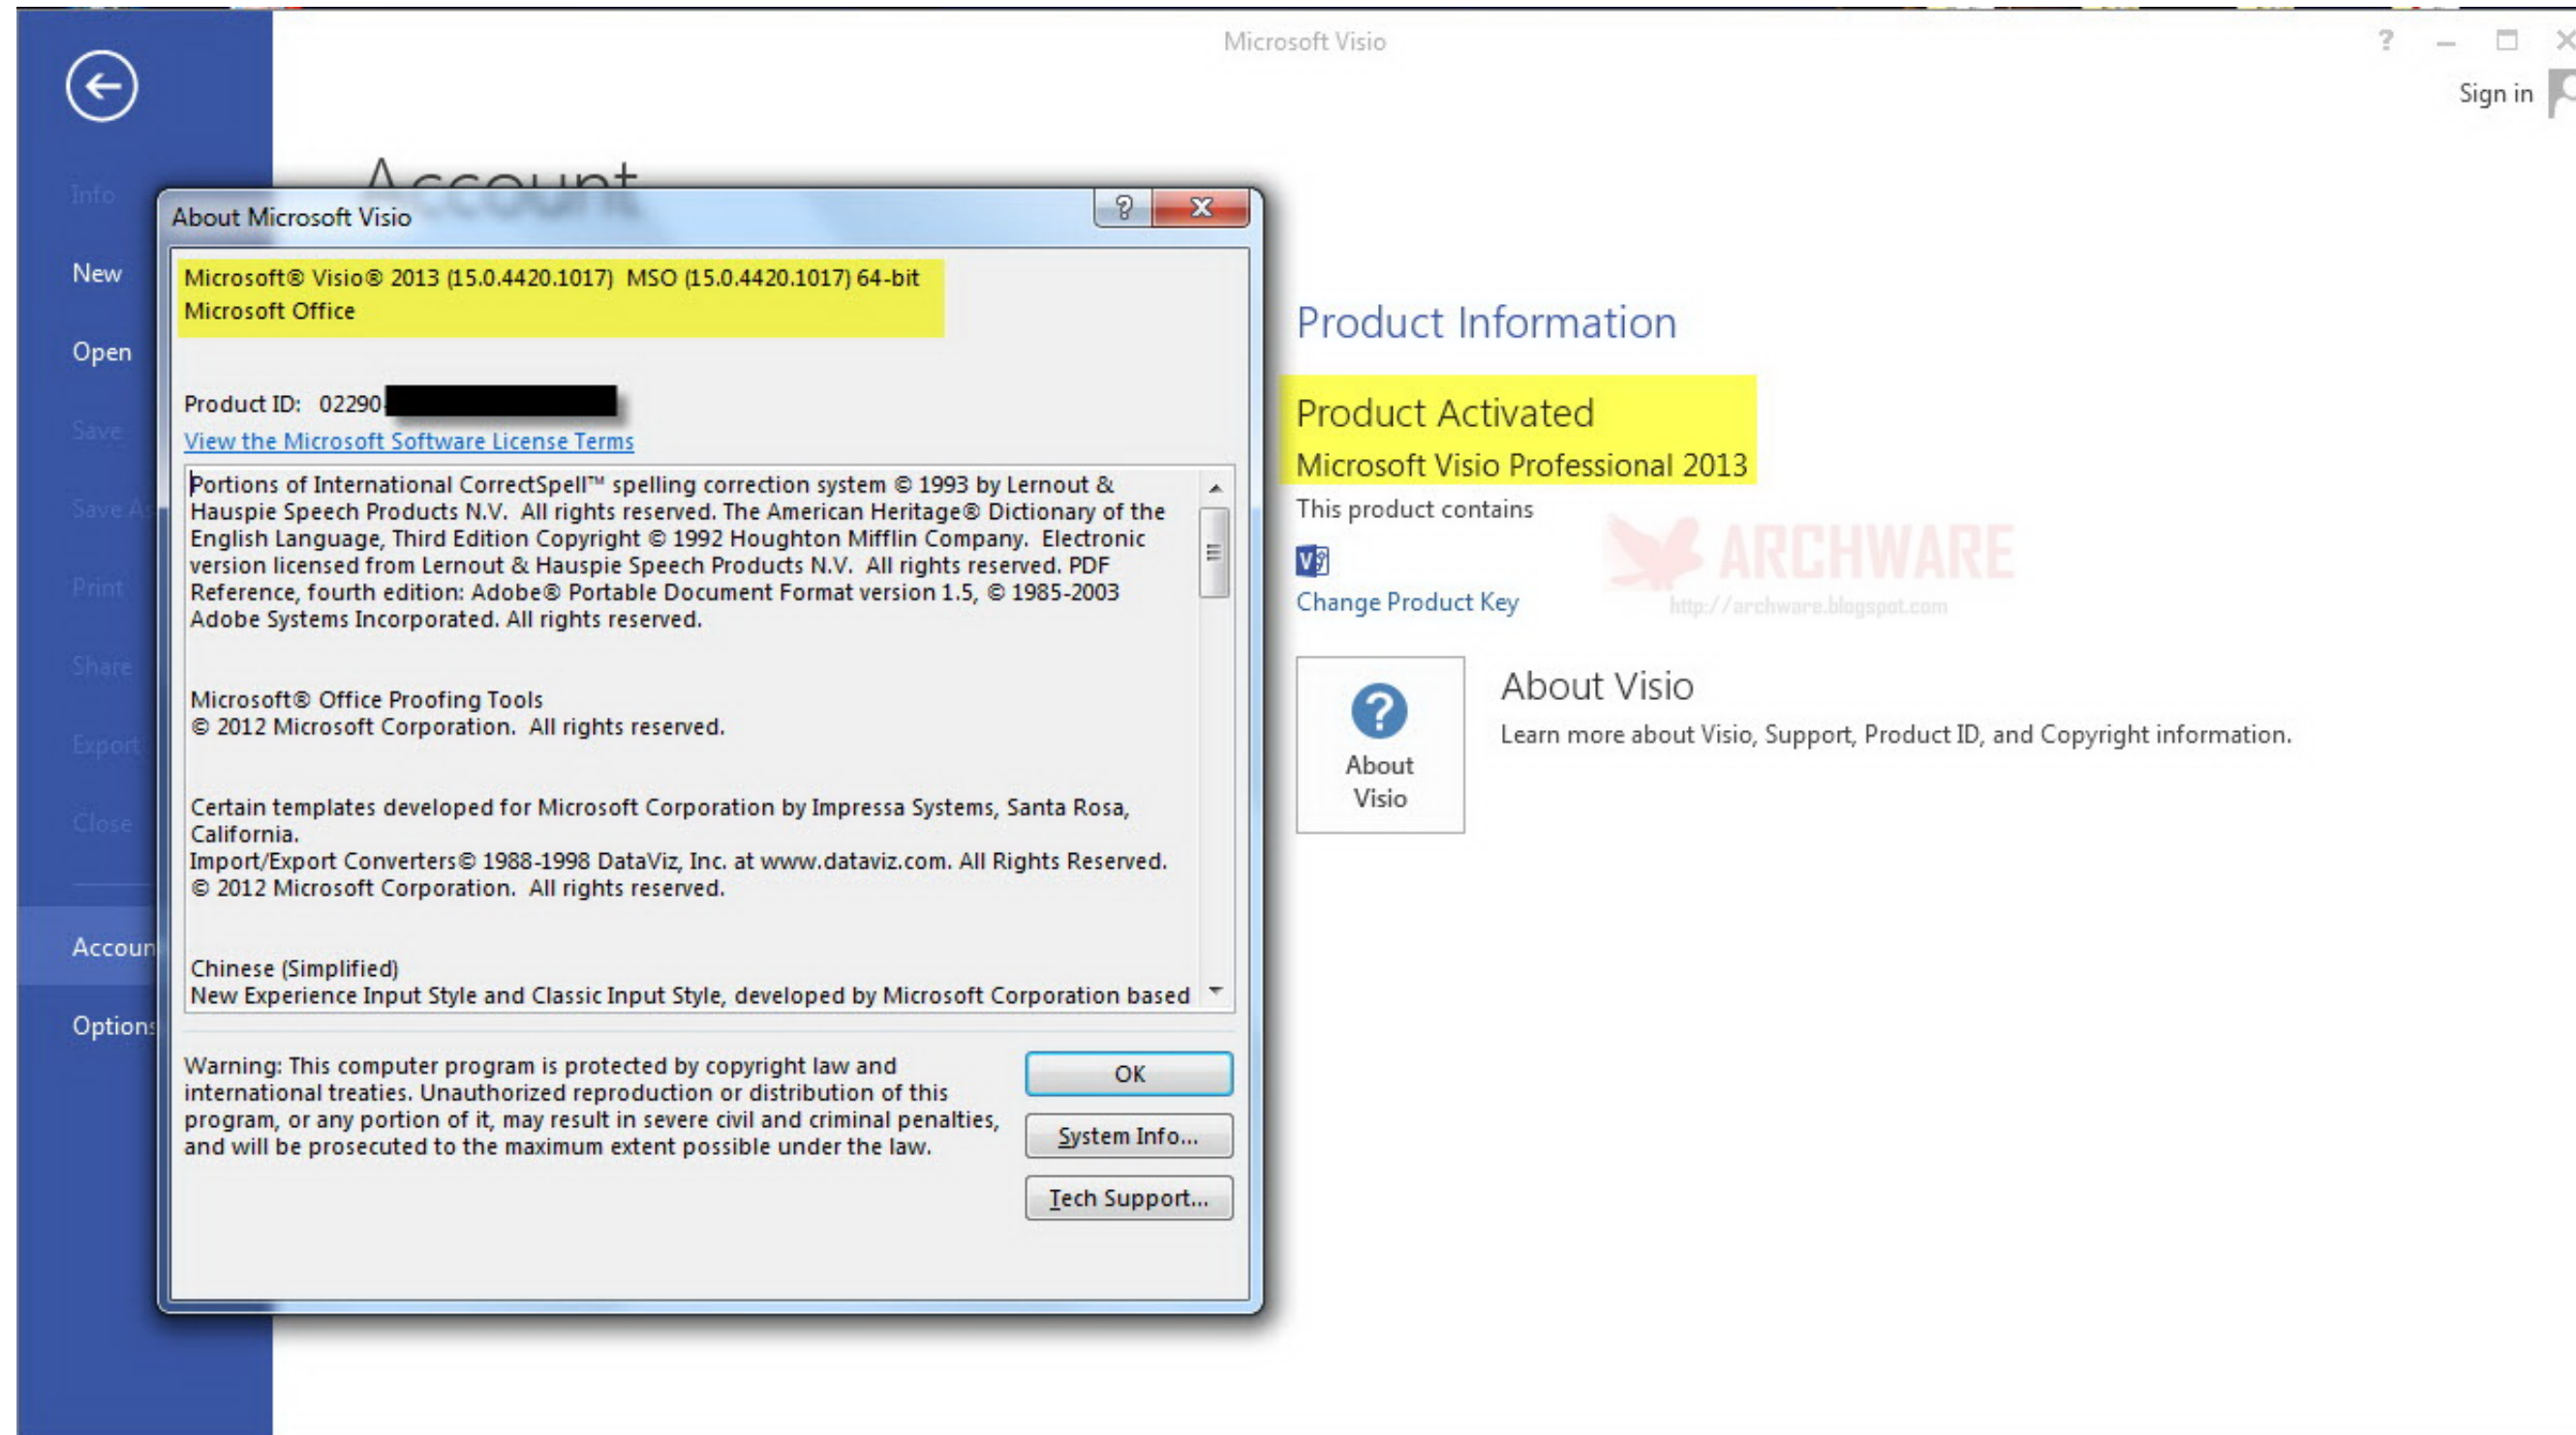 Microsoft Visio
Sign in
Account
Info
New
Open
Save
Save As
Print
Share
Export
Close
Accoun
Options
About Microsoft Visio
Microsoft® Visio® 2013 (15.0.4420.1017)  MSO (15.0.4420.1017) 64-bit
Microsoft Office
Product ID:  02290-
View the Microsoft Software License Terms
Portions of International CorrectSpell™ spelling correction system © 1993 by Lernout &
Hauspie Speech Products N.V.  All rights reserved. The American Heritage® Dictionary of the
English Language, Third Edition Copyright © 1992 Houghton Mifflin Company.  Electronic
version licensed from Lernout & Hauspie Speech Products N.V.  All rights reserved. PDF
Reference, fourth edition: Adobe® Portable Document Format version 1.5, © 1985-2003
Adobe Systems Incorporated. All rights reserved.
Microsoft® Office Proofing Tools
© 2012 Microsoft Corporation.  All rights reserved.
Certain templates developed for Microsoft Corporation by Impressa Systems, Santa Rosa,
California.
Import/Export Converters© 1988-1998 DataViz, Inc. at www.dataviz.com. All Rights Reserved.
© 2012 Microsoft Corporation.  All rights reserved.
Chinese (Simplified)
New Experience Input Style and Classic Input Style, developed by Microsoft Corporation based
Warning: This computer program is protected by copyright law and
international treaties. Unauthorized reproduction or distribution of this
program, or any portion of it, may result in severe civil and criminal penalties,
and will be prosecuted to the maximum extent possible under the law.
OK
System Info...
Tech Support...
Product Information
Product Activated
Microsoft Visio Professional 2013
This product contains
Change Product Key
ARCHWARE
http://archware.blogspot.com
About
Visio
About Visio
Learn more about Visio, Support, Product ID, and Copyright information.